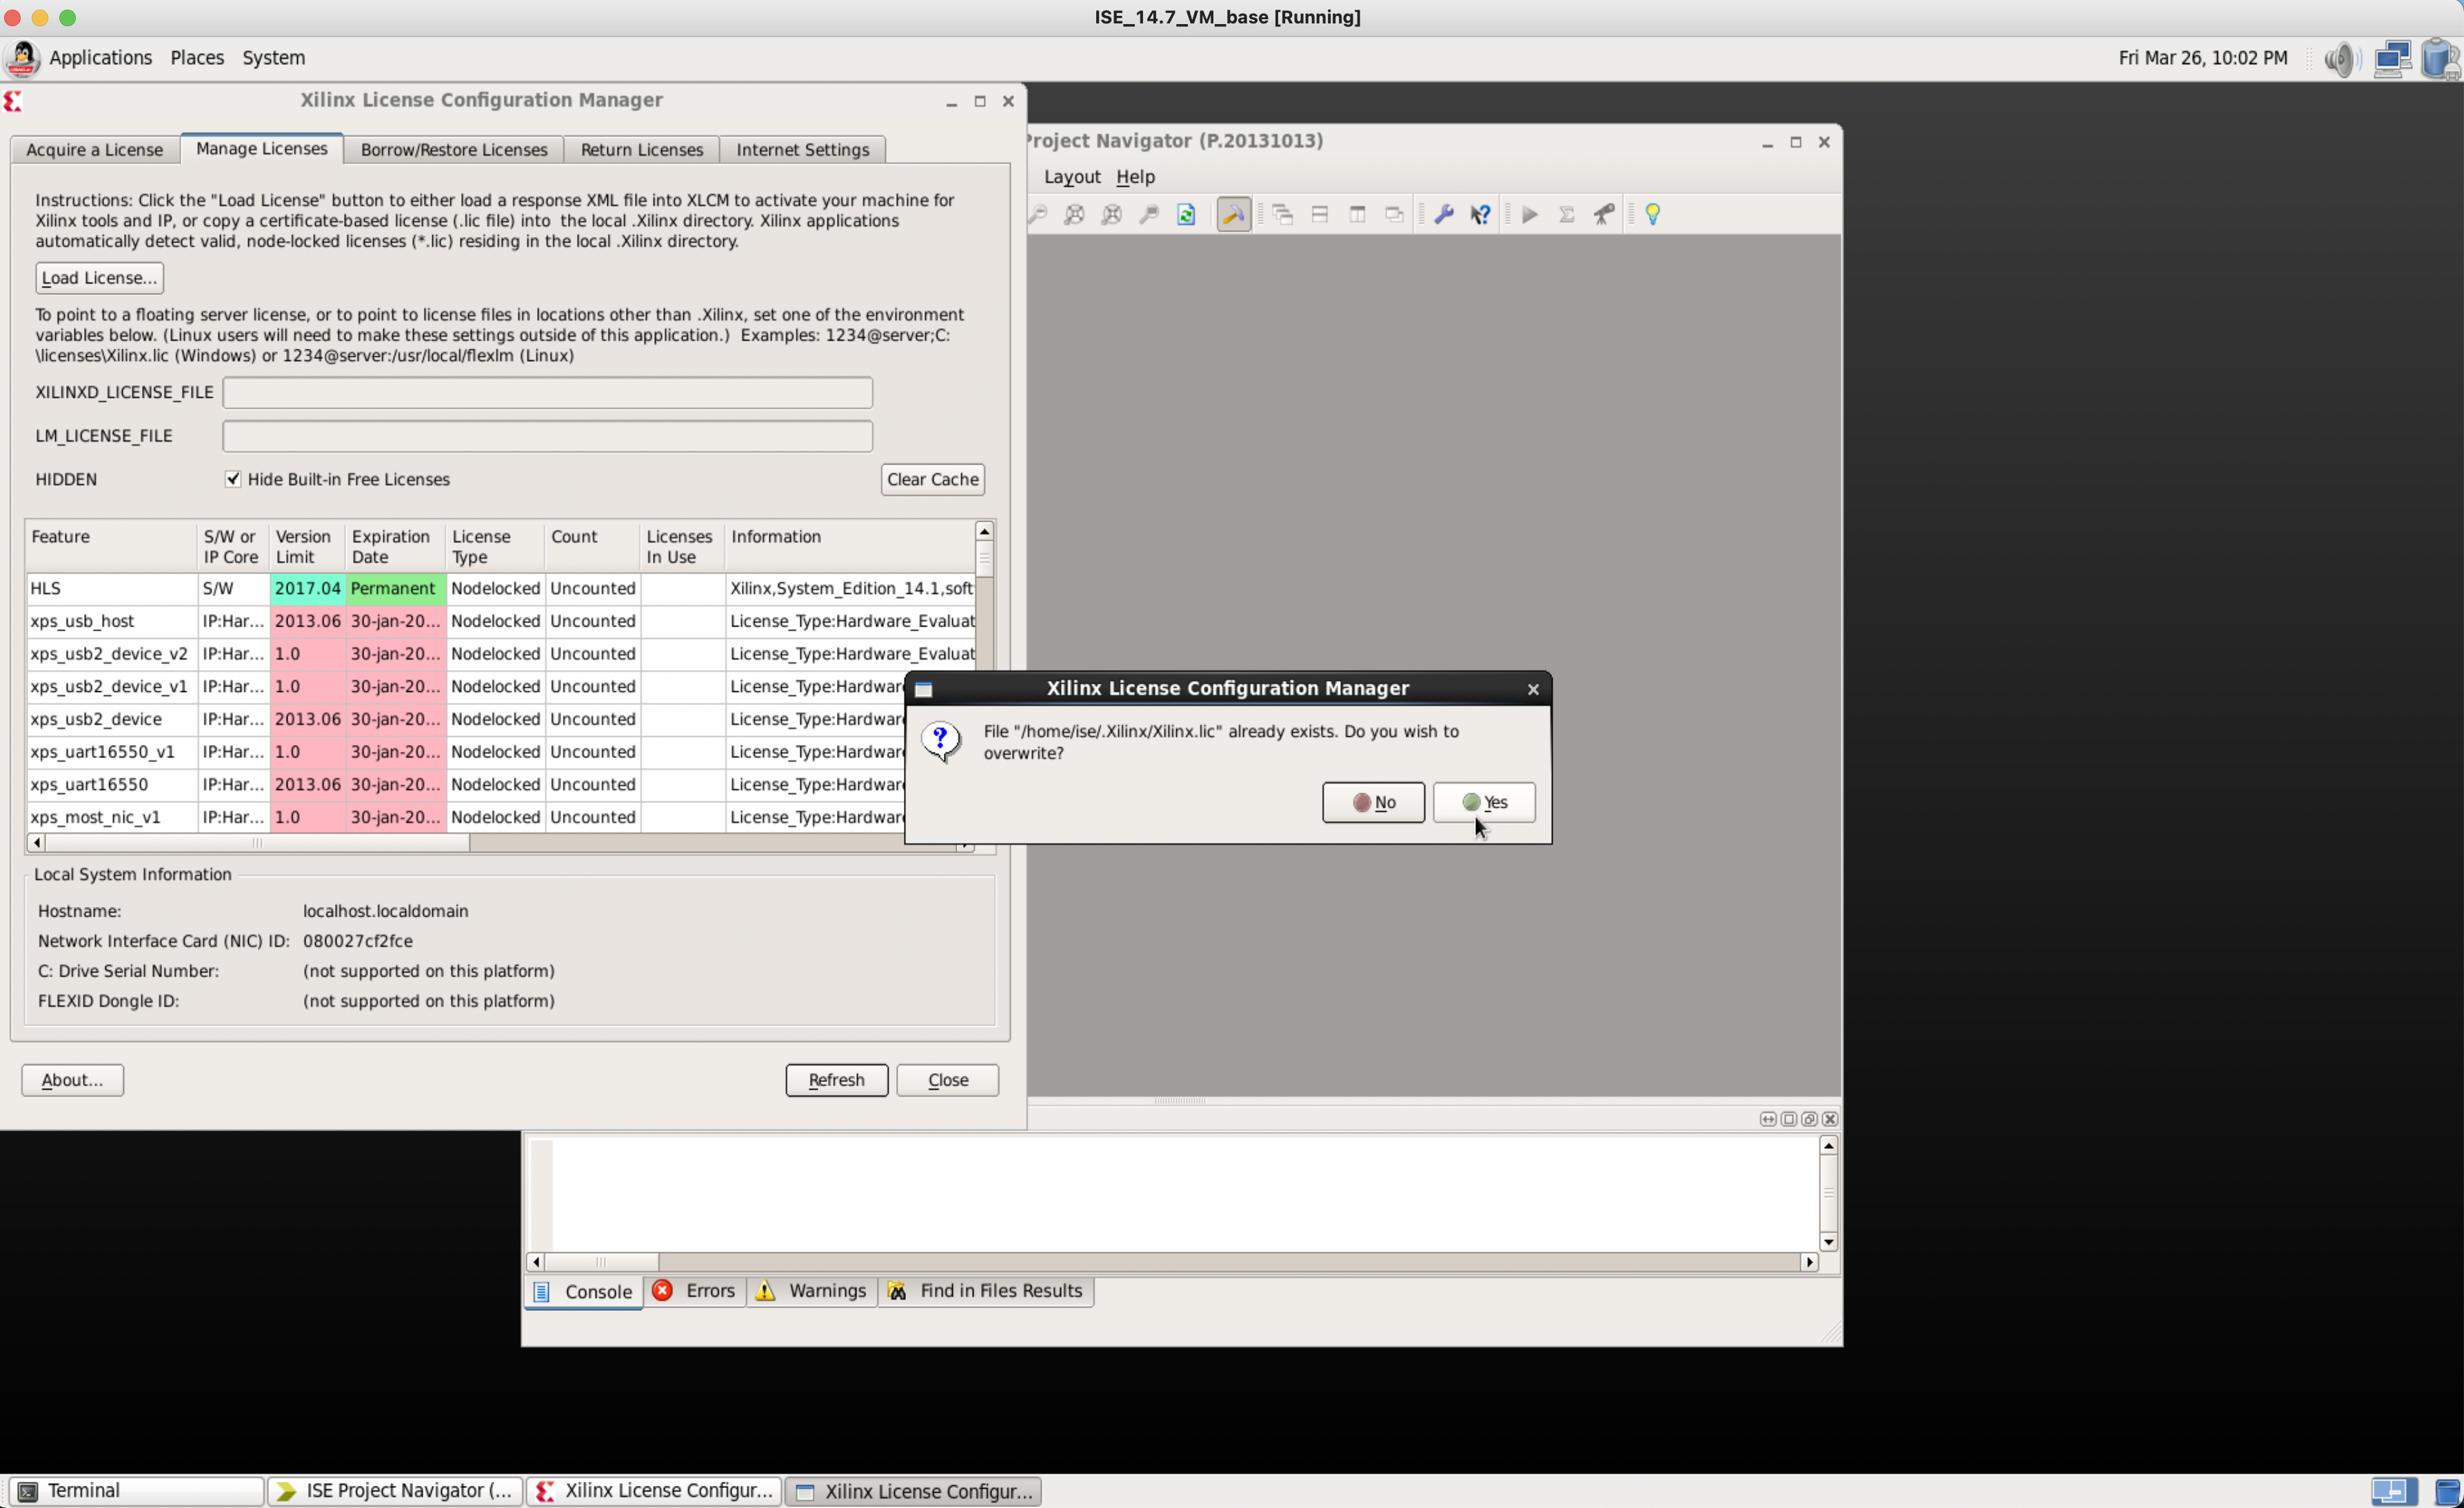 ISE_14.7_VM_base [Running]
Applications Places System
Fri Mar 26, 10:02 PM
Xilinx License Configuration Manager
Acquire a License
Manage Licenses
Borrow/Restore Licenses
Return Licenses
Internet Settings
Instructions: Click the "Load License" button to either load a response XML file into XLCM to activate your machine for
Xilinx tools and IP, or copy a certificate-based license (.lic file) into the local .Xilinx directory. Xilinx applications
automatically detect valid, node-locked licenses (*.lic) residing in the local .Xilinx directory.
Load License...
To point to a floating server license, or to point to license files in locations other than .Xilinx, set one of the environment
variables below. (Linux users will need to make these settings outside of this application.) Examples: 1234@server;C:
\licenses\Xilinx.lic (Windows) or 1234@server:/usr/local/flexlm (Linux)
XILINXD_LICENSE_FILE
LM_LICENSE_FILE
HIDDEN
Hide Built-in Free Licenses
Clear Cache
Feature S/W or IP Core Version Limit Expiration Date License Type Count Licenses In Use Information
HLS S/W 2017.04 Permanent Nodelocked Uncounted Xilinx,System_Edition_14.1,soft
xps_usb_host IP:Har... 2013.06 30-jan-20... Nodelocked Uncounted License_Type:Hardware_Evaluat
xps_usb2_device_v2 IP:Har... 1.0 30-jan-20... Nodelocked Uncounted License_Type:Hardware_Evaluat
xps_usb2_device_v1 IP:Har... 1.0 30-jan-20... Nodelocked Uncounted License_Type:Hardware
xps_usb2_device IP:Har... 2013.06 30-jan-20... Nodelocked Uncounted License_Type:Hardware
xps_uart16550_v1 IP:Har... 1.0 30-jan-20... Nodelocked Uncounted License_Type:Hardware
xps_uart16550 IP:Har... 2013.06 30-jan-20... Nodelocked Uncounted License_Type:Hardware
xps_most_nic_v1 IP:Har... 1.0 30-jan-20... Nodelocked Uncounted License_Type:Hardware
Local System Information
Hostname: localhost.localdomain
Network Interface Card (NIC) ID: 080027cf2fce
C: Drive Serial Number: (not supported on this platform)
FLEXID Dongle ID: (not supported on this platform)
About...
Refresh
Close
Project Navigator (P.20131013)
Layout Help
Xilinx License Configuration Manager
File "/home/ise/.Xilinx/Xilinx.lic" already exists. Do you wish to
overwrite?
No
Yes
Console
Errors
Warnings
Find in Files Results
Terminal
ISE Project Navigator (...
Xilinx License Configur...
Xilinx License Configur...